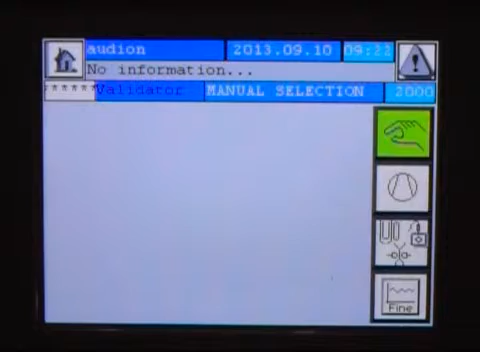 audion 2013.09.10 09:22
No information...
****** Validator MANUAL SELECTION 2000
Fine